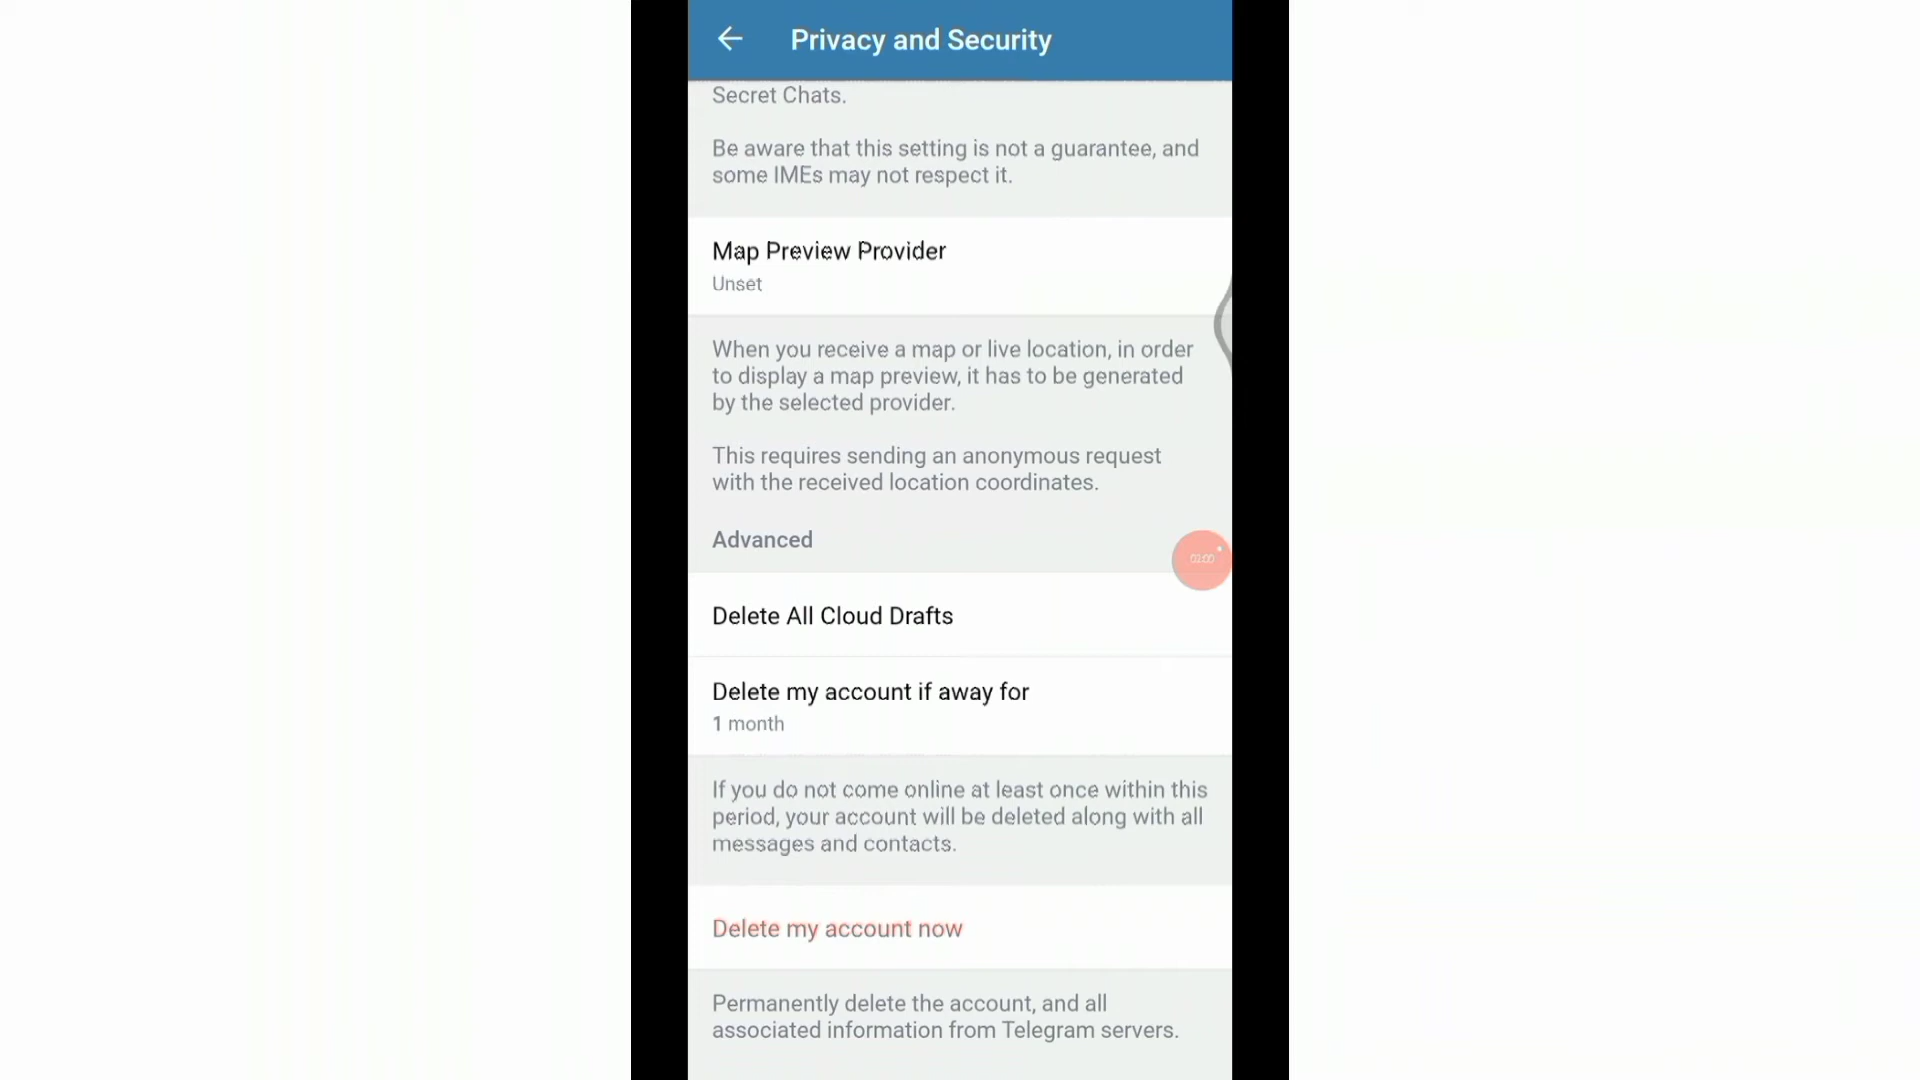 Privacy and Security
Secret Chats.
Be aware that this setting is not a guarantee, and
some IMEs may not respect it.
Map Preview Provider
Unset
When you receive a map or live location, in order
to display a map preview, it has to be generated
by the selected provider.
This requires sending an anonymous request
with the received location coordinates.
Advanced
02:00
Delete All Cloud Drafts
Delete my account if away for
1 month
If you do not come online at least once within this
period, your account will be deleted along with all
messages and contacts.
Delete my account now
Permanently delete the account, and all
associated information from Telegram servers.